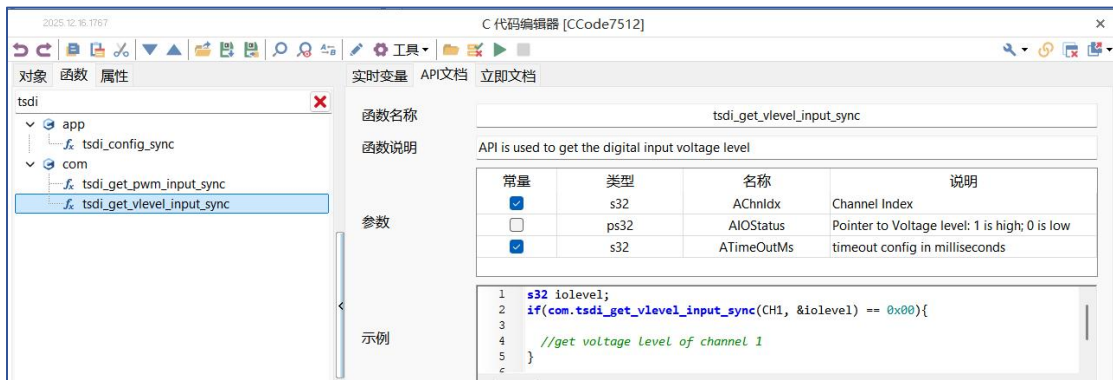 2025.12.16.1767
C 代码编辑器 [CCode7512]
工具
对象 函数 属性
实时变量 API文档 立即文档
tsdi
app
tsdi_config_sync
com
tsdi_get_pwm_input_sync
tsdi_get_vlevel_input_sync
函数名称
tsdi_get_vlevel_input_sync
函数说明
API is used to get the digital input voltage level
参数
常量 类型 名称 说明
s32 AChnIdx Channel Index
ps32 AIOStatus Pointer to Voltage level: 1 is high; 0 is low
s32 ATimeOutMs timeout config in milliseconds
示例
1 s32 iolevel;
2 if(com.tsdi_get_vlevel_input_sync(CH1, &iolevel) == 0x00){
3
4 //get voltage level of channel 1
5 }